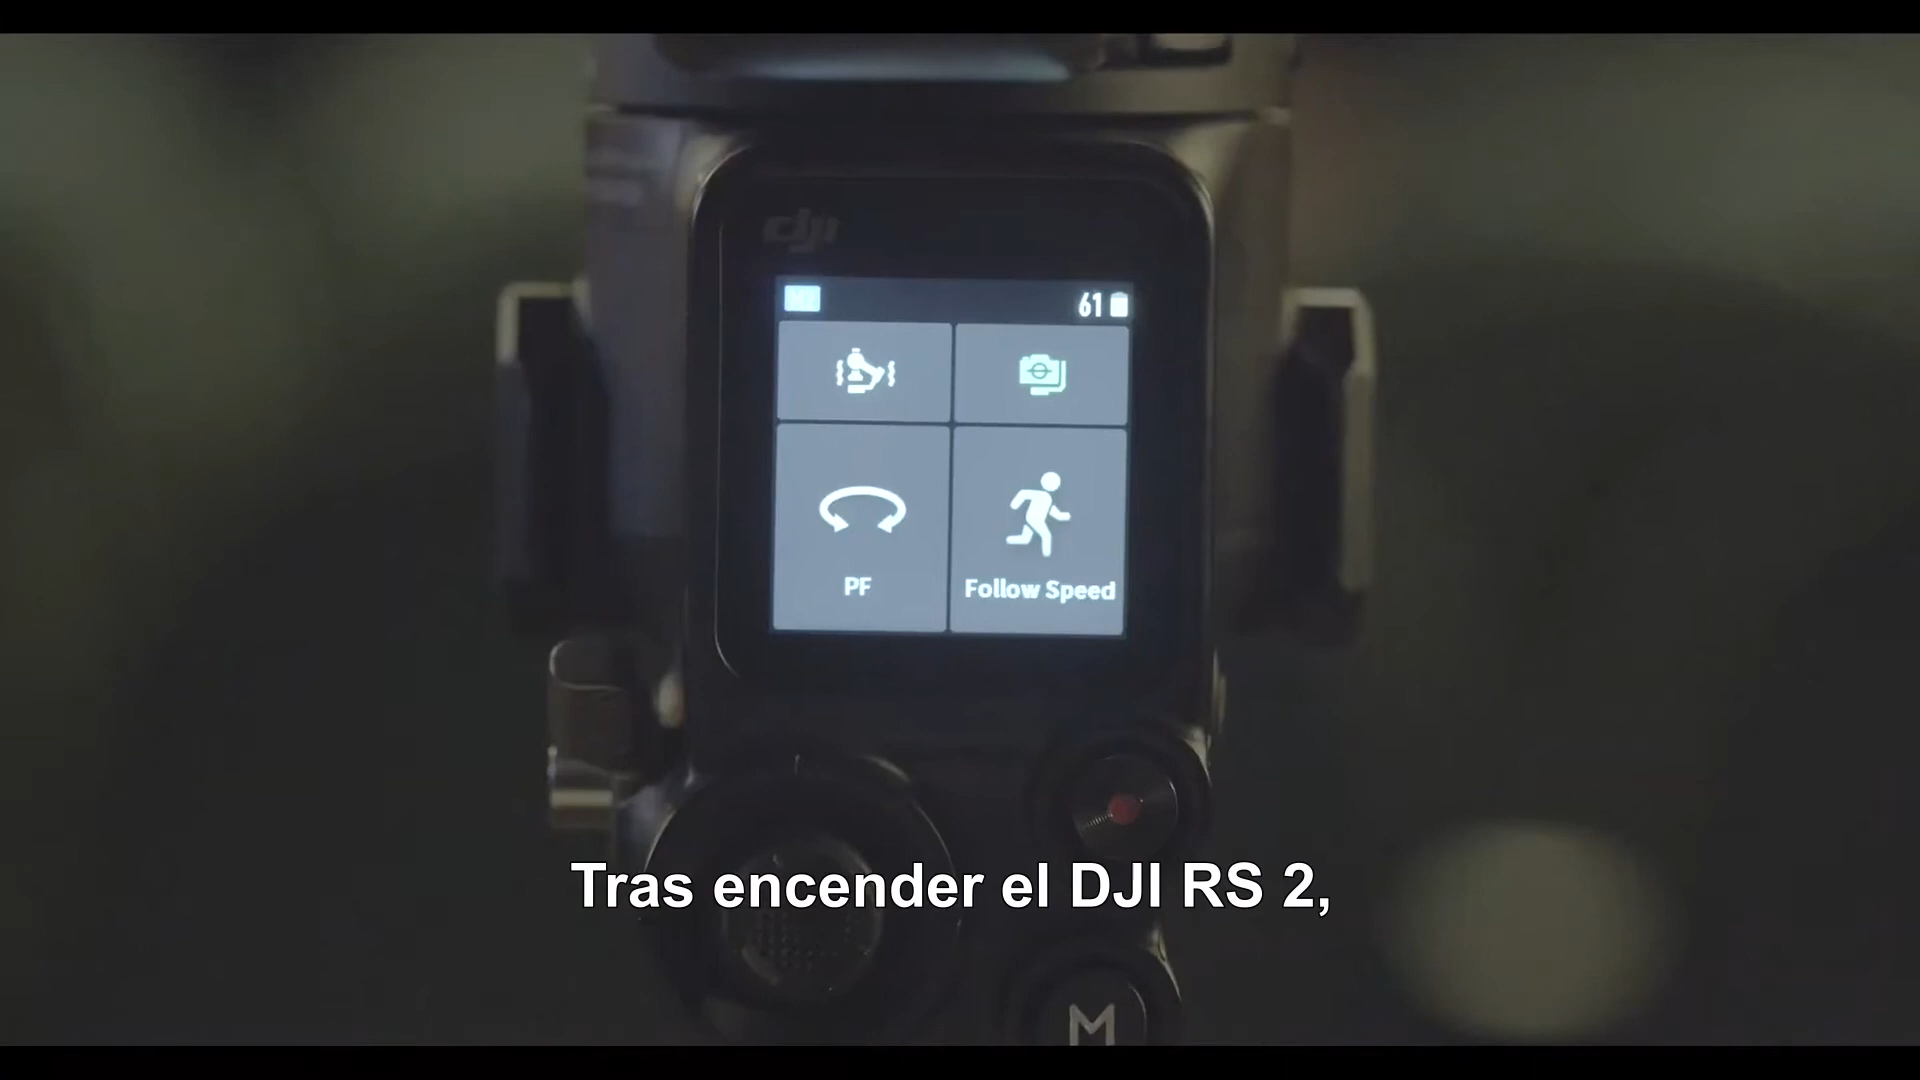 dji
61
PF
Follow Speed
Tras encender el DJI RS 2,
M